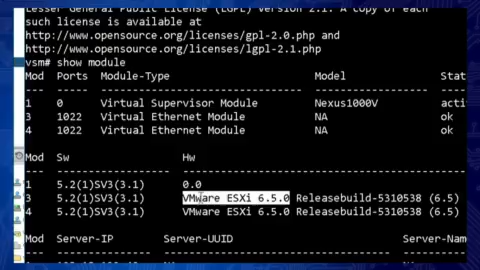 Lesser General Public License (LGPL) Version 2.1. A copy of each
such license is available at
http://www.opensource.org/licenses/gpl-2.0.php and
http://www.opensource.org/licenses/lgpl-2.1.php
vsm# show module
Mod Ports Module-Type Model Stat
1 0 Virtual Supervisor Module Nexus1000V acti
3 1022 Virtual Ethernet Module NA ok
4 1022 Virtual Ethernet Module NA ok
Mod Sw Hw
1 5.2(1)SV3(3.1) 0.0
3 5.2(1)SV3(3.1) VMware ESXi 6.5.0 Releasebuild-5310538 (6.5)
4 5.2(1)SV3(3.1) VMware ESXi 6.5.0 Releasebuild-5310538 (6.5)
Mod Server-IP Server-UUID Server-Name